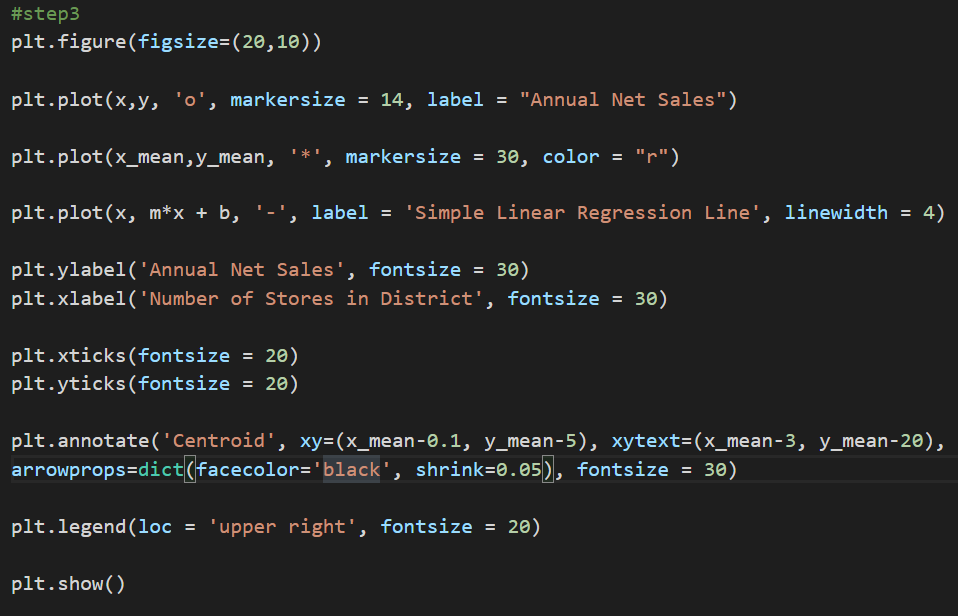 #step3
plt.figure(figsize=(20,10))
plt.plot(x,y, 'o', markersize = 14, label = "Annual Net Sales")
plt.plot(x_mean,y_mean, '*', markersize = 30, color = "r")
plt.plot(x, m*x + b, '-', label = 'Simple Linear Regression Line', linewidth = 4)
plt.ylabel('Annual Net Sales', fontsize = 30)
plt.xlabel('Number of Stores in District', fontsize = 30)
plt.xticks(fontsize = 20)
plt.yticks(fontsize = 20)
plt.annotate('Centroid', xy=(x_mean-0.1, y_mean-5), xytext=(x_mean-3, y_mean-20),
arrowprops=dict(facecolor='black', shrink=0.05), fontsize = 30)
plt.legend(loc = 'upper right', fontsize = 20)
plt.show()